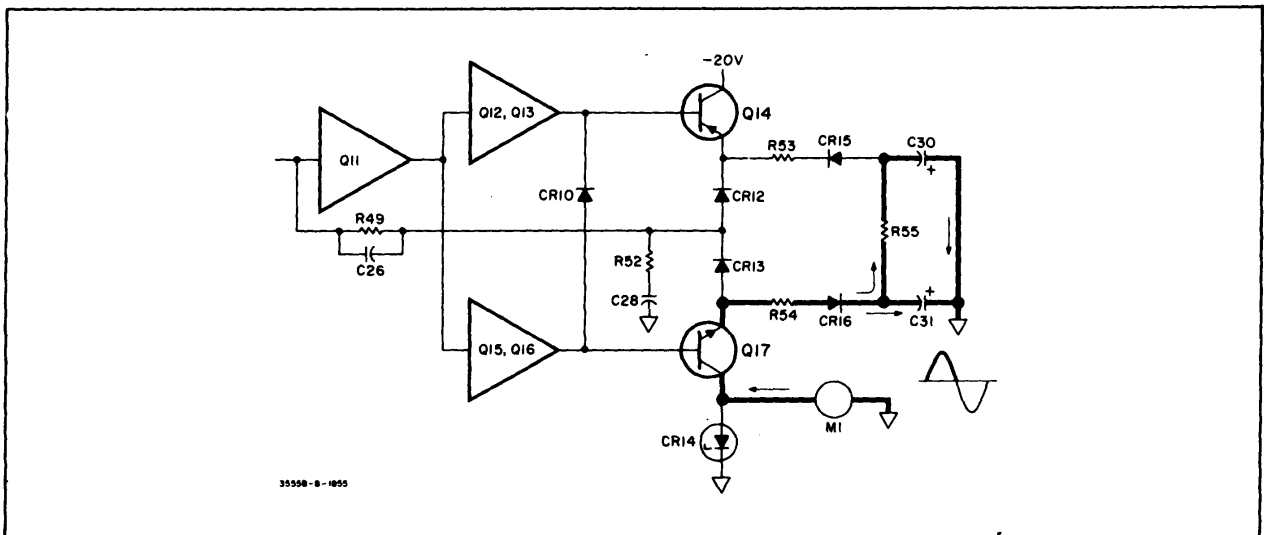 -20V
Q12, Q13
Q14
CR15
C30
R53
+
Q11
CR10
CR12
R49
R55
C26
R52
CR13
+
C28
R54
CR16
C31
Q15, Q16
Q17
M1
CR14
3555B-B-1855